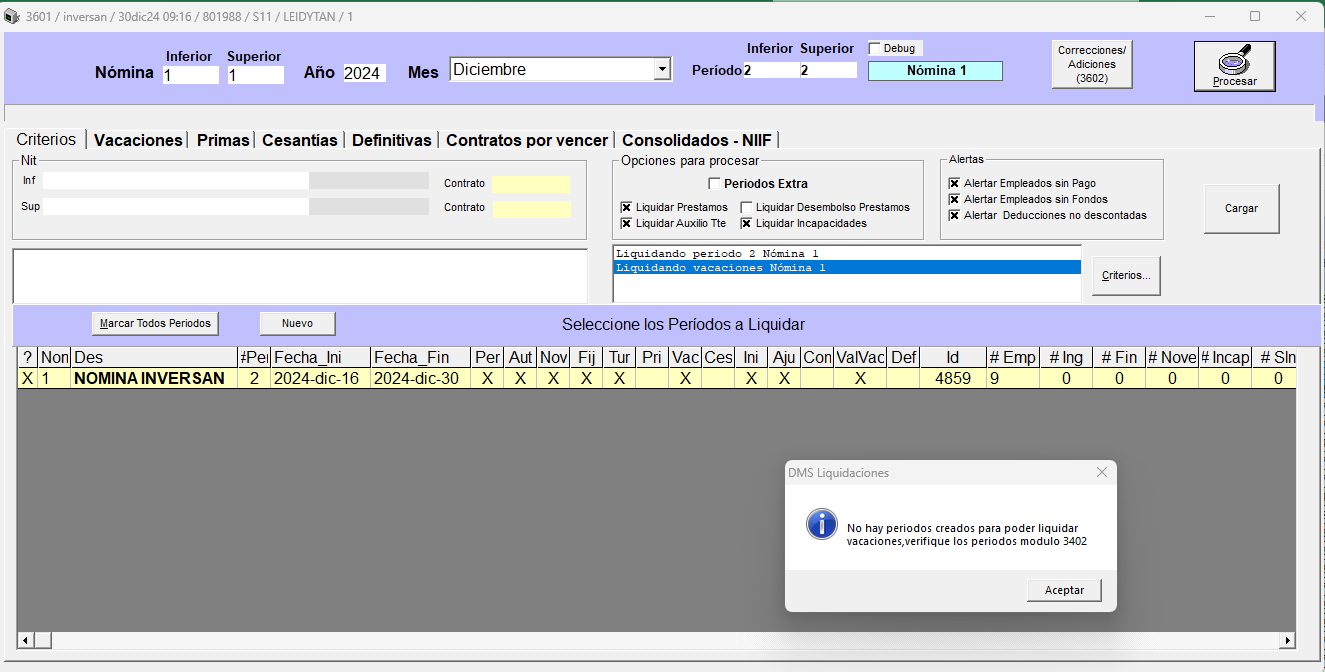 3601 / inversan / 30dic24 09:16 / 801988 / S11 / LEIDYTAN / 1
Inferior Superior
Nómina 1 1 Año 2024 Mes Diciembre
Inferior Superior
Período 2 2
Debug
Nómina 1
Correcciones/
Adiciones
(3602)
Procesar
Criterios Vacaciones Primas Cesantías Definitivas Contratos por vencer Consolidados - NIIF
Nit
Inf Contrato
Sup Contrato
Opciones para procesar
Periodos Extra
Liquidar Prestamos Liquidar Desembolso Prestamos
Liquidar Auxilio Tte Liquidar Incapacidades
Alertas
Alertar Empleados sin Pago
Alertar Empleados sin Fondos
Alertar Deducciones no descontadas
Cargar
Liquidando periodo 2 Nómina 1
Liquidando vacaciones Nómina 1
Criterios...
Marcar Todos Periodos Nuevo Seleccione los Períodos a Liquidar
? Non Des #Pei Fecha_Ini Fecha_Fin Per Aut Nov Fij Tur Pri Vac Ces Ini Aju Con ValVac Def Id # Emp # Ing # Fin # Nove # Incap # SIn
X 1 NOMINA INVERSAN 2 2024-dic-16 2024-dic-30 X X X X X X X X X 4859 9 0 0 0 0 0
DMS Liquidaciones
No hay periodos creados para poder liquidar
vacaciones,verifique los periodos modulo 3402
Aceptar